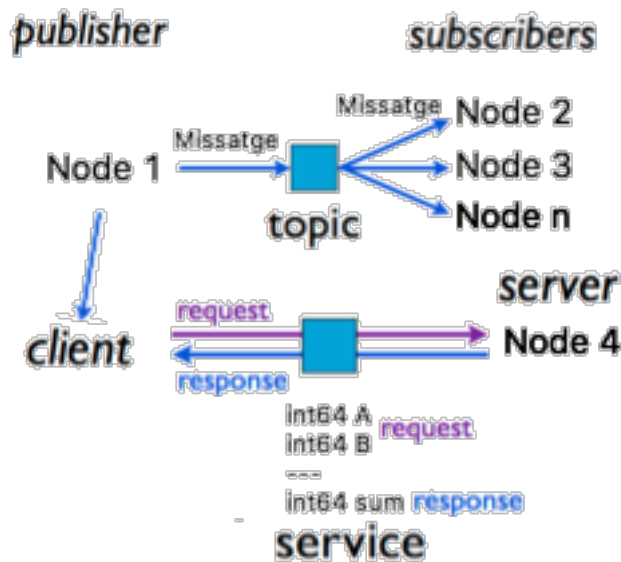 publisher
subscribers
Missatge
Missatge
Node 1
Node 2
Node 3
Node n
topic
server
request
client
Node 4
response
int64 A
int64 B
request
---
int64 sum response
service